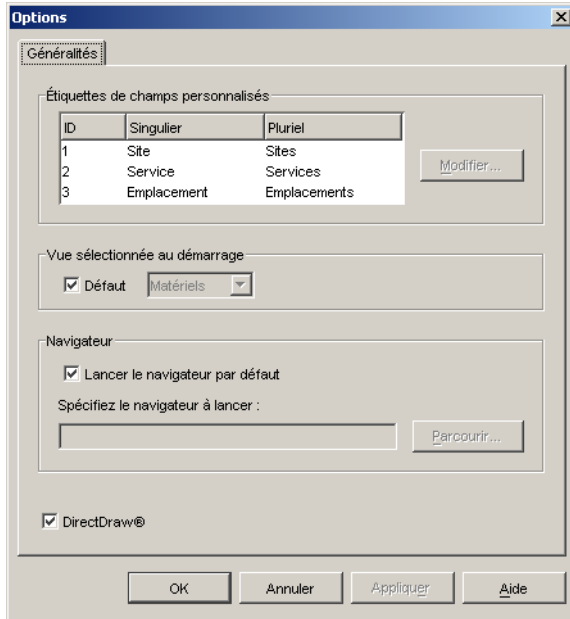 Options
Généralités
Étiquettes de champs personnalisés
ID Singulier Pluriel
1 Site Sites
2 Service Services
3 Emplacement Emplacements
Modifier...
Vue sélectionnée au démarrage
Défaut Matériels
Navigateur
Lancer le navigateur par défaut
Spécifiez le navigateur à lancer :
Parcourir...
DirectDraw®
OK Annuler Appliquer Aide